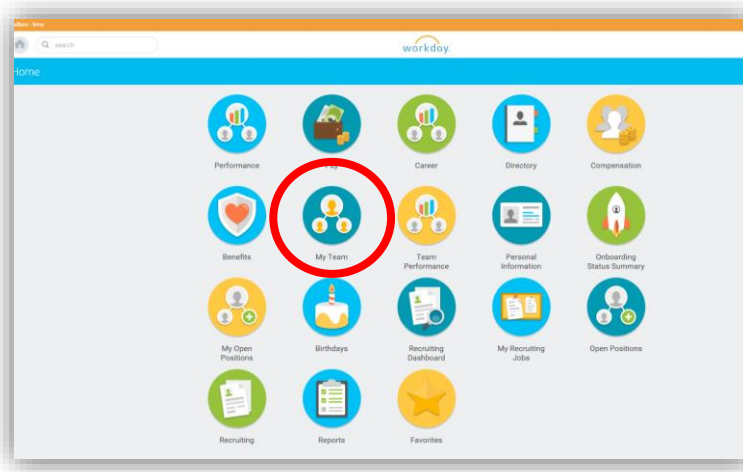 search
workday.
Home
Performance
Career
Directory
Compensation
Benefits
My Team
Team
Performance
Personal
Information
Onboarding
Status Summary
My Open
Positions
Birthdays
Recruiting
Dashboard
My Recruiting
Jobs
Open Positions
Recruiting
Reports
Favorites